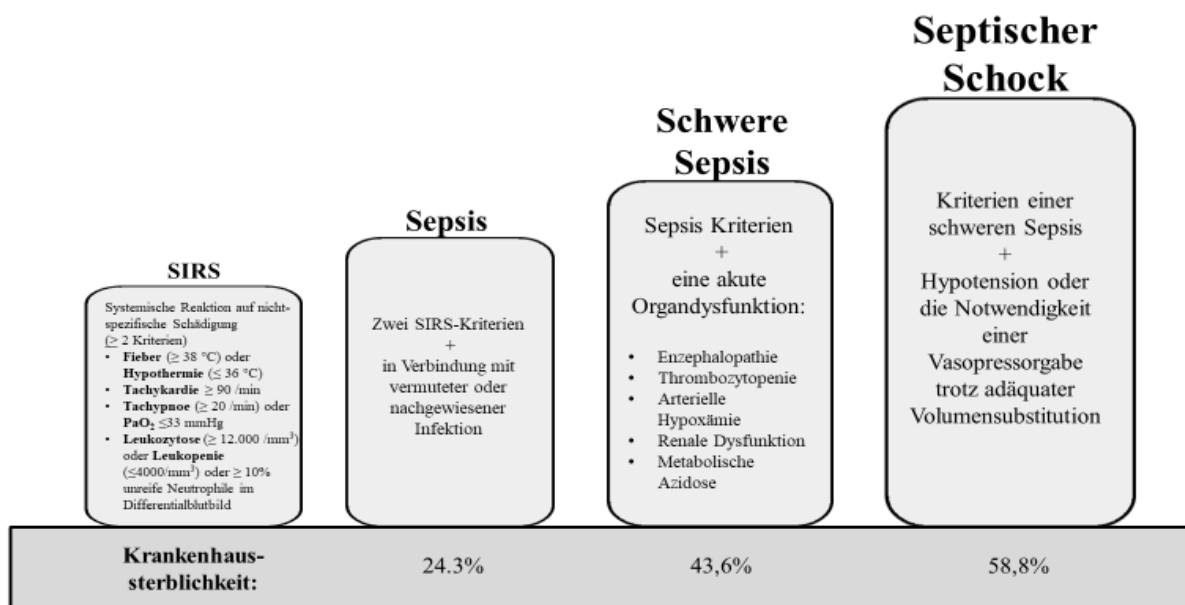 SIRS
Systemische Reaktion auf nicht-
spezifische Schädigung
(≥ 2 Kriterien)
• Fieber (≥ 38 °C) oder
Hypothermie (≤ 36 °C)
• Tachykardie ≥ 90 /min
• Tachypnoe (≥ 20 /min) oder
PaO₂ ≤33 mmHg
• Leukozytose (≥ 12.000 /mm³)
oder Leukopenie
(≤4000/mm³) oder ≥ 10%
unreife Neutrophile im
Differentialblutbild
Sepsis
Zwei SIRS-Kriterien
+
in Verbindung mit
vermuteter oder
nachgewiesener
Infektion
Schwere
Sepsis
Sepsis Kriterien
+
eine akute
Organdysfunktion:
• Enzephalopathie
• Thrombozytopenie
• Arterielle
Hypoxämie
• Renale Dysfunktion
• Metabolische
Azidose
Septischer
Schock
Kriterien einer
schweren Sepsis
+
Hypotension oder
die Notwendigkeit
einer
Vasopressorgabe
trotz adäquater
Volumensubstitution
Krankenhaus-
sterblichkeit:
24.3%
43,6%
58,8%